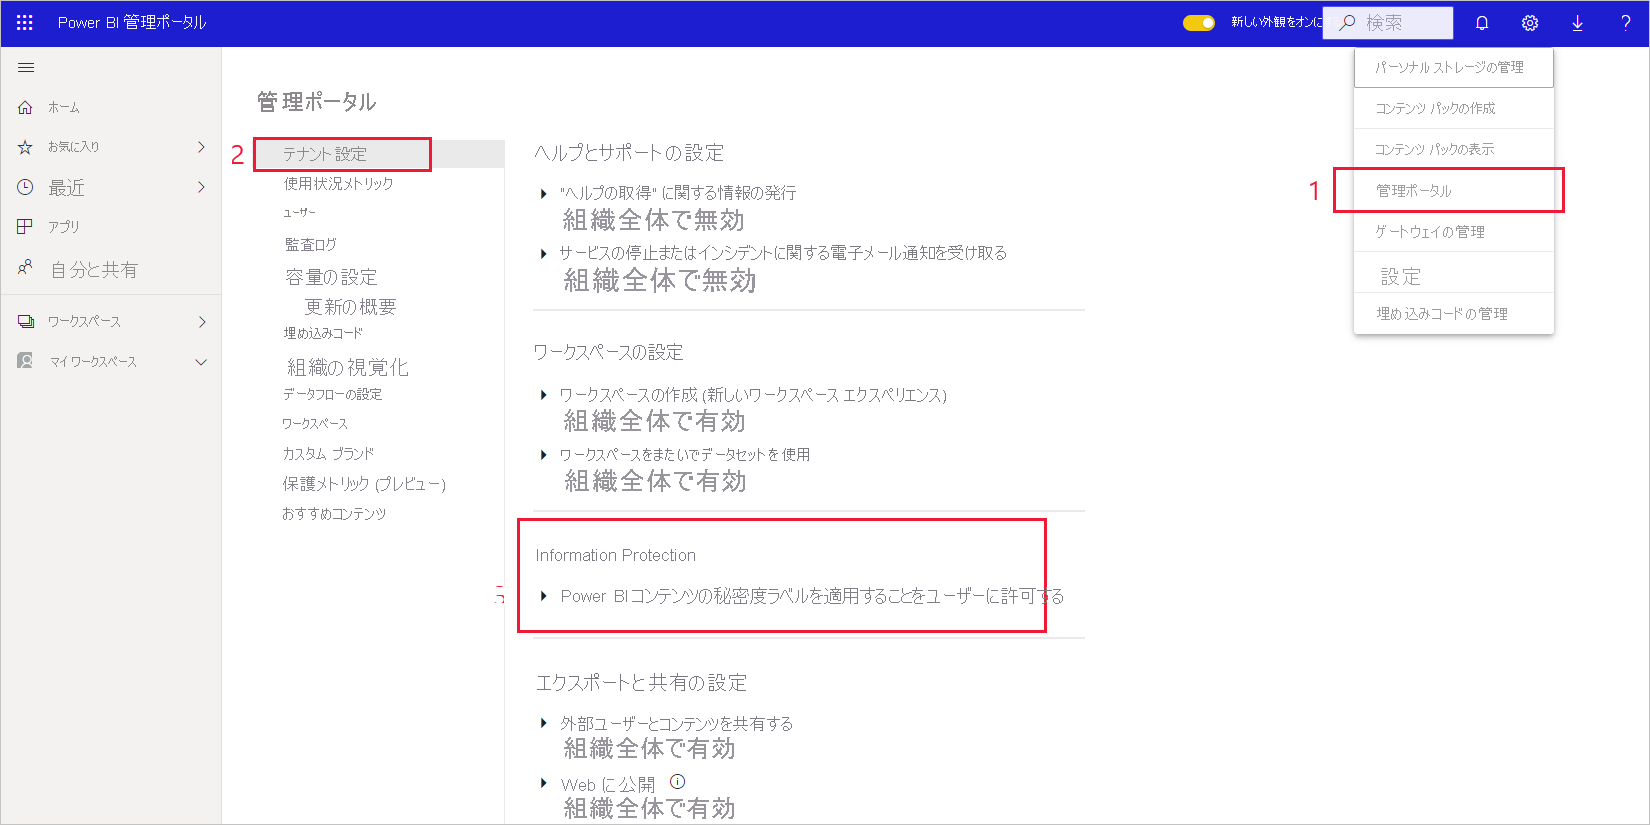 Power BI 管理ポータル
新しい外観をオンに
検索
?
ホーム
お気に入り
最近
アプリ
自分と共有
ワークスペース
マイ ワークスペース
管理ポータル
2
テナント設定
使用状況メトリック
ユーザー
監査ログ
容量の設定
更新の概要
埋め込みコード
組織の視覚化
データフローの設定
ワークスペース
カスタム ブランド
保護メトリック (プレビュー)
おすすめコンテンツ
ヘルプとサポートの設定
"ヘルプの取得" に関する情報の発行
組織全体で無効
サービスの停止またはインシデントに関する電子メール通知を受け取る
組織全体で無効
ワークスペースの設定
ワークスペースの作成 (新しいワークスペース エクスペリエンス)
組織全体で有効
ワークスペースをまたいでデータセットを使用
組織全体で有効
Information Protection
Power BIコンテンツの秘密度ラベルを適用することをユーザーに許可する
エクスポートと共有の設定
外部ユーザーとコンテンツを共有する
組織全体で有効
Web に公開
組織全体で有効
パーソナル ストレージの管理
コンテンツ パックの作成
コンテンツ パックの表示
1
管理ポータル
ゲートウェイの管理
設定
埋め込みコードの管理